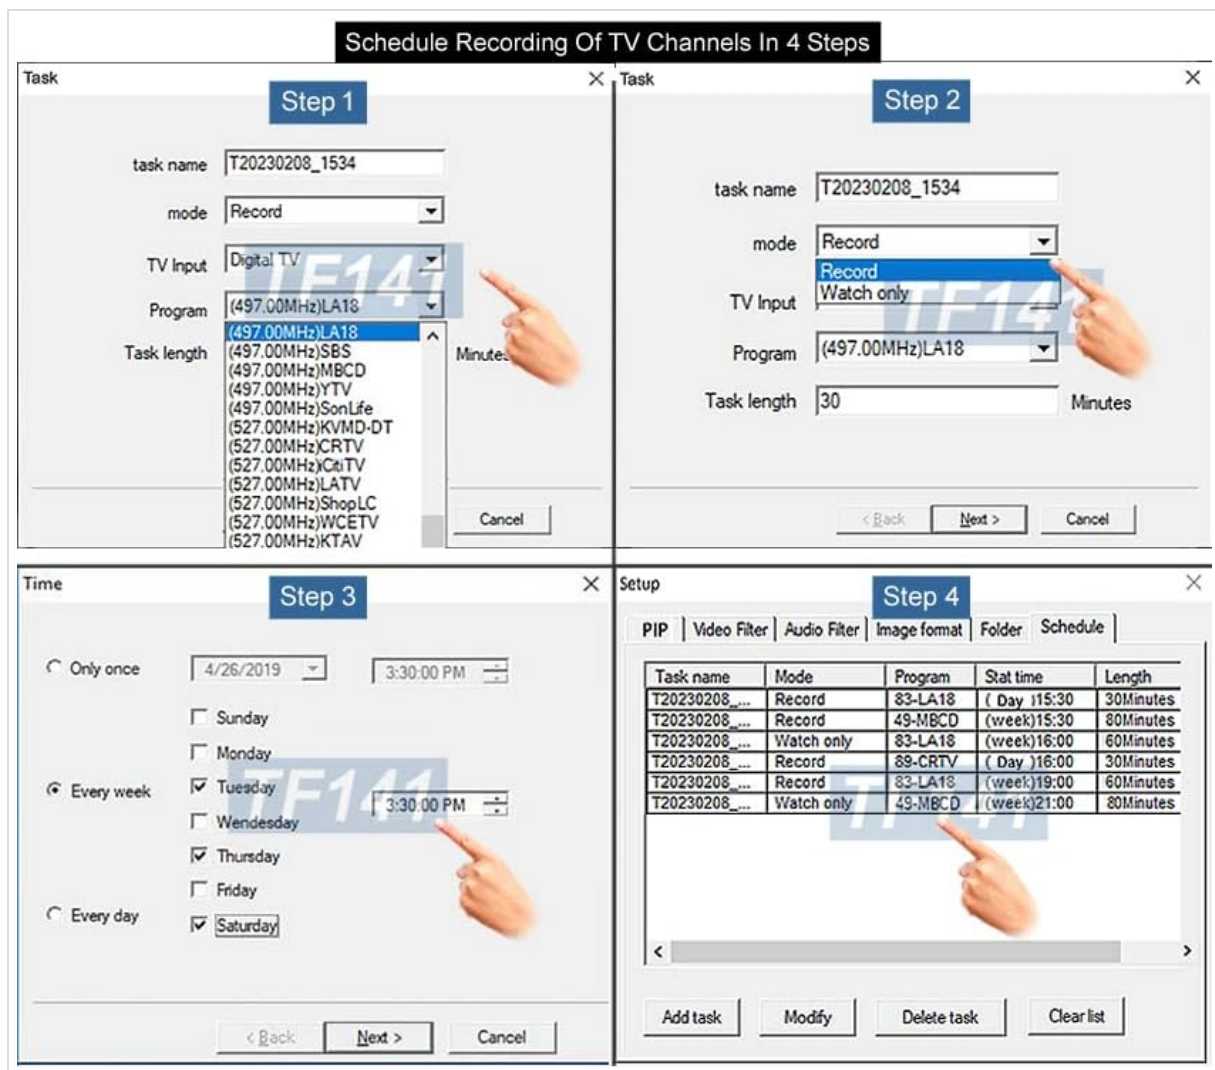 Schedule Recording Of TV Channels In 4 Steps
Task
Step 1
task name T20230208_1534
mode Record
TV Input Digital TV
Program (497.00MHz)LA18
(497.00MHz)LA18
Task length (497.00MHz)SBS Minutes
(497.00MHz)MBCD
(497.00MHz)YTV
(497.00MHz)SonLife
(527.00MHz)KVMD-DT
(527.00MHz)CRTV
(527.00MHz)iCitiTV
(527.00MHz)LATV
(527.00MHz)ShopLC
(527.00MHz)WCETV
(527.00MHz)KTAV
Cancel
TF141
Task
Step 2
task name T20230208_1534
mode Record
Record
Watch only
TV Input
Program (497.00MHz)LA18
Task length 30 Minutes
< Back Next > Cancel
TF141
Time
Step 3
Only once 4/26/2019 3:30:00 PM
Sunday
Monday
Tuesday
Every week 3:30:00 PM
Wendesday
Thursday
Friday
Every day
Saturday
< Back Next > Cancel
TF141
Setup
Step 4
PIP Video Filter Audio Filter Image format Folder Schedule
Task name Mode Program Stat time Length
T20230208_... Record 83-LA18 ( Day )15:30 30Minutes
T20230208_... Record 49-MBCD (week)15:30 80Minutes
T20230208_... Watch only 83-LA18 (week)16:00 60Minutes
T20230208_... Record 89-CRTV ( Day )16:00 30Minutes
T20230208_... Record 83-LA18 (week)19:00 60Minutes
T20230208_... Watch only 49-MBCD (week)21:00 80Minutes
TF141
Add task Modify Delete task Clear list